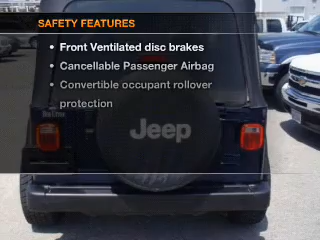 SAFETY FEATURES
• Front Ventilated disc brakes
• Cancellable Passenger Airbag
• Convertible occupant rollover
protection
Jeep